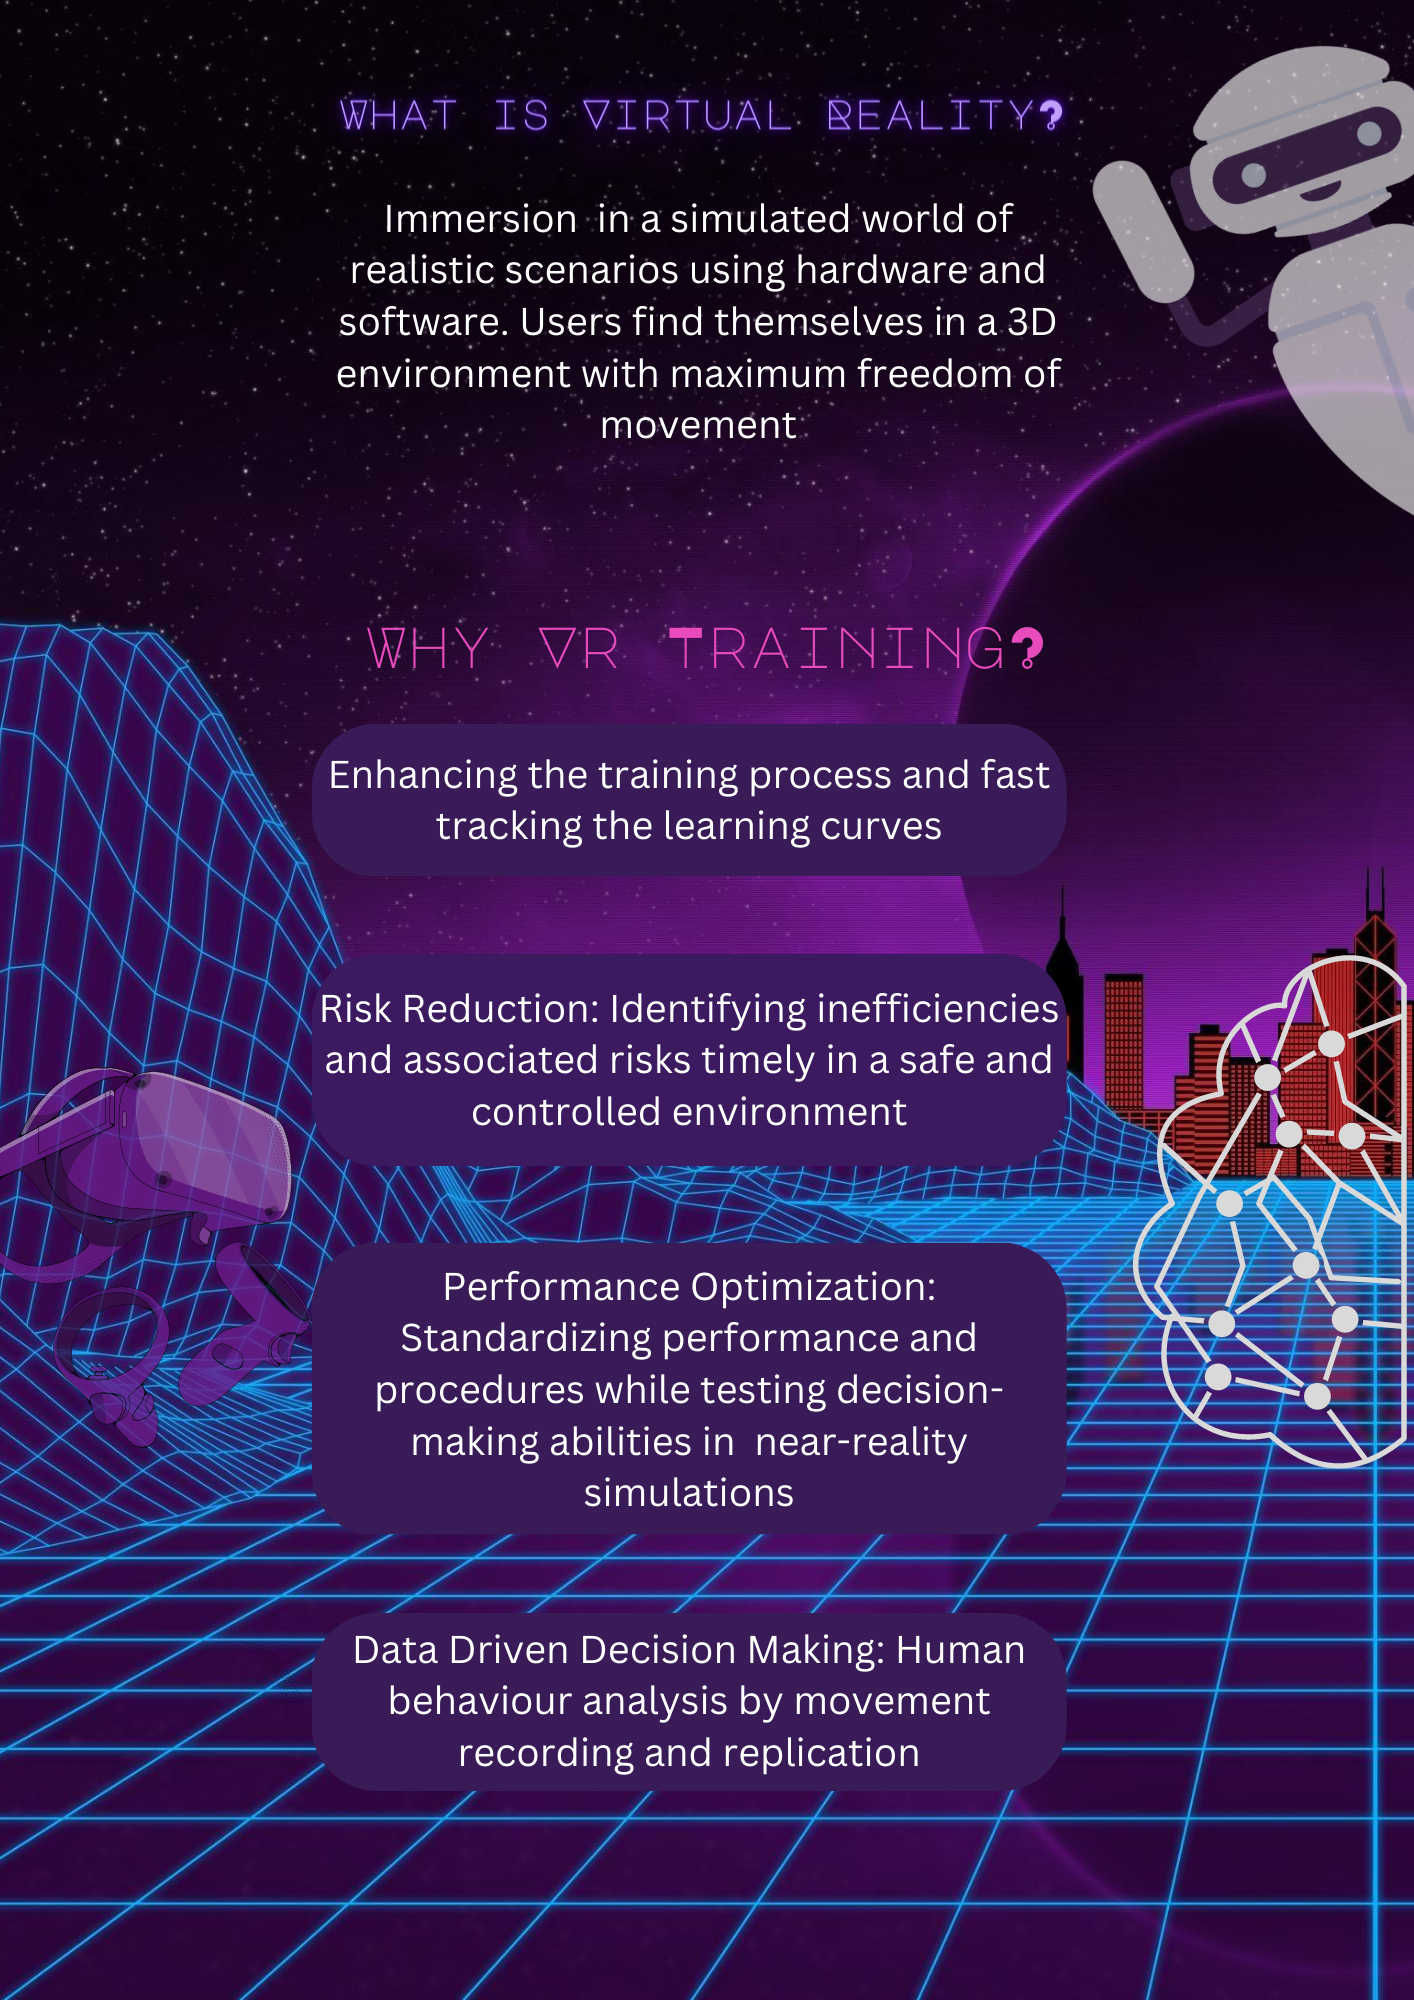 What is Virtual Reality?
Immersion  in a simulated world of
realistic scenarios using hardware and
software. Users find themselves in a 3D
environment with maximum freedom of
movement
Why VR Training?
Enhancing the training process and fast
tracking the learning curves
Risk Reduction: Identifying inefficiencies
and associated risks timely in a safe and
controlled environment
Performance Optimization:
Standardizing performance and
procedures while testing decision-
making abilities in  near-reality
simulations
Data Driven Decision Making: Human
behaviour analysis by movement
recording and replication